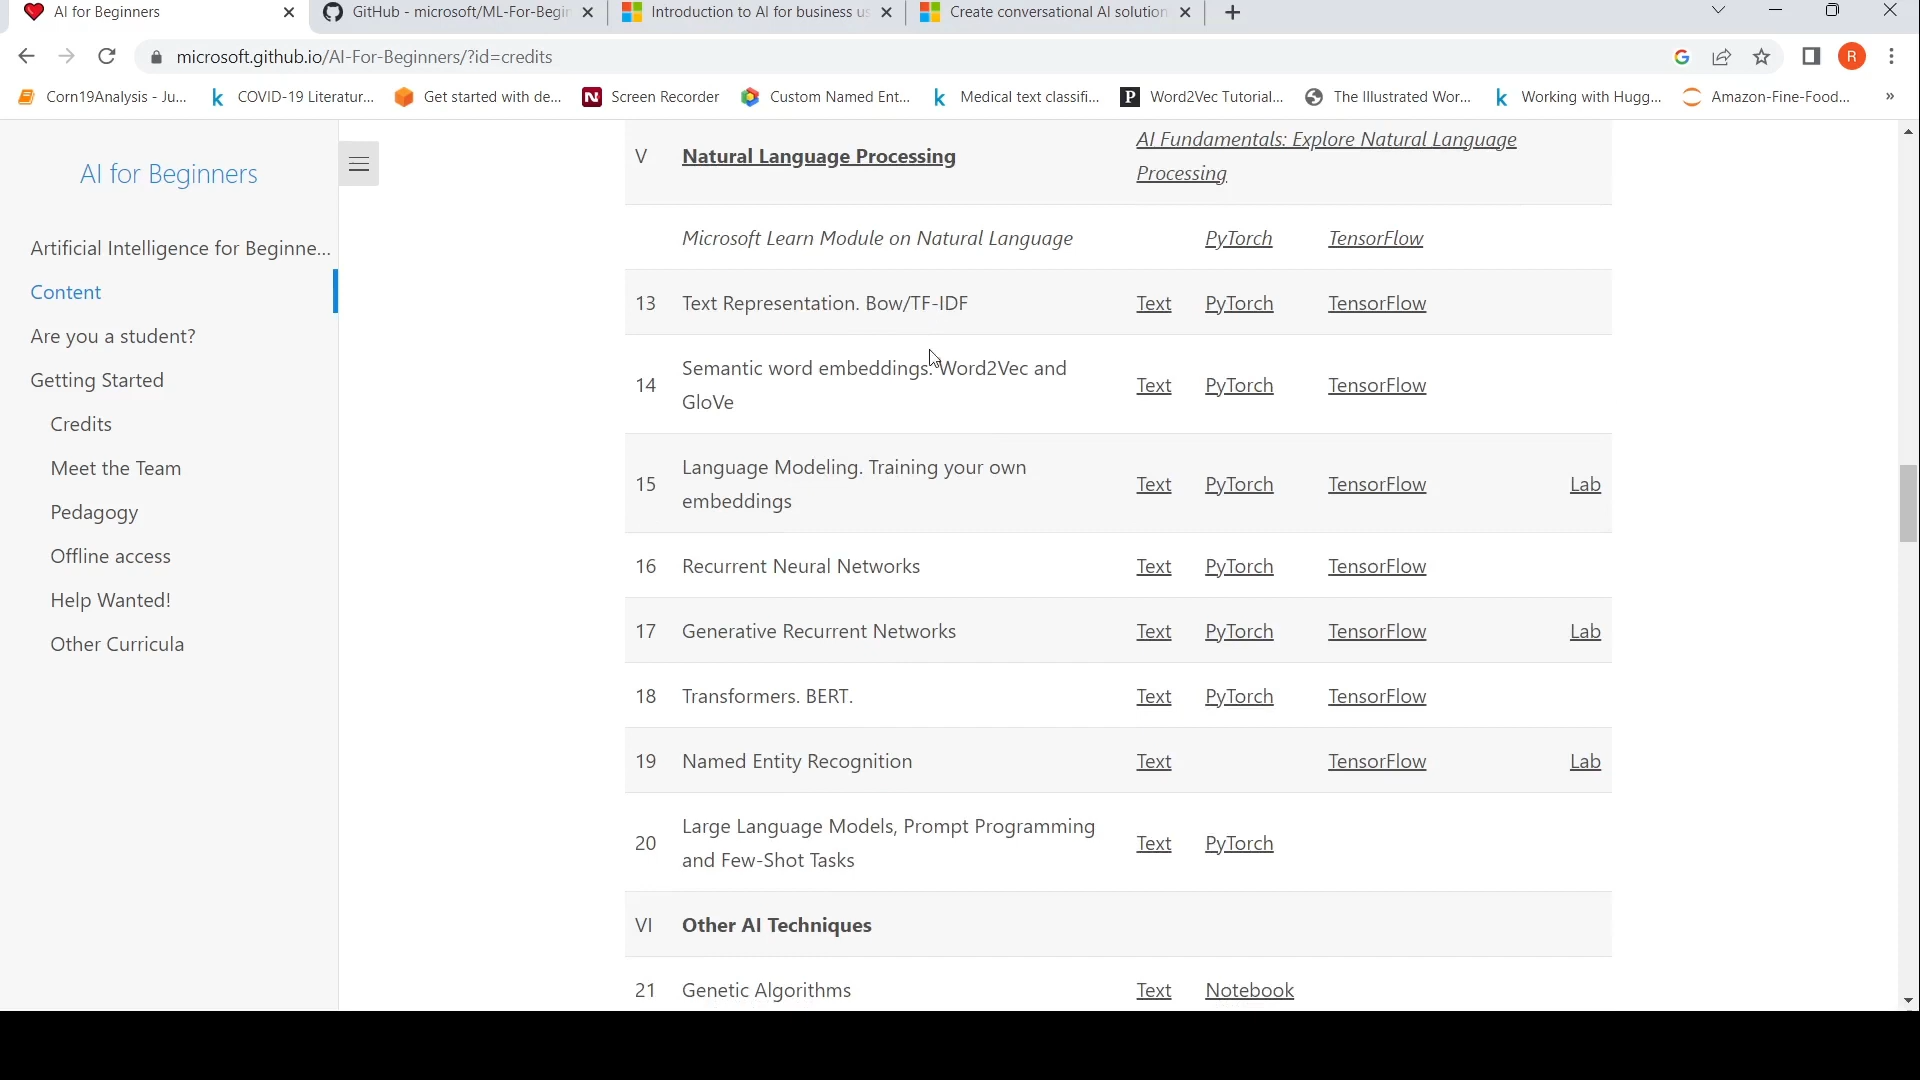 AI for Beginners
GitHub - microsoft/ML-For-Begin
Introduction to AI for business us
Create conversational AI solution
microsoft.github.io/AI-For-Beginners/?id=credits
R
Corn19Analysis - Ju...
COVID-19 Literatur...
Get started with de...
Screen Recorder
Custom Named Ent...
Medical text classifi...
Word2Vec Tutorial...
The Illustrated Wor...
Working with Hugg...
Amazon-Fine-Food...
»
AI for Beginners
Artificial Intelligence for Beginne...
Content
Are you a student?
Getting Started
Credits
Meet the Team
Pedagogy
Offline access
Help Wanted!
Other Curricula
V Natural Language Processing AI Fundamentals: Explore Natural Language
Processing
Microsoft Learn Module on Natural Language PyTorch TensorFlow
13 Text Representation. Bow/TF-IDF Text PyTorch TensorFlow
14 Semantic word embeddings. Word2Vec and
GloVe Text PyTorch TensorFlow
15 Language Modeling. Training your own
embeddings Text PyTorch TensorFlow Lab
16 Recurrent Neural Networks Text PyTorch TensorFlow
17 Generative Recurrent Networks Text PyTorch TensorFlow Lab
18 Transformers. BERT. Text PyTorch TensorFlow
19 Named Entity Recognition Text TensorFlow Lab
20 Large Language Models, Prompt Programming
and Few-Shot Tasks Text PyTorch
VI Other AI Techniques
21 Genetic Algorithms Text Notebook